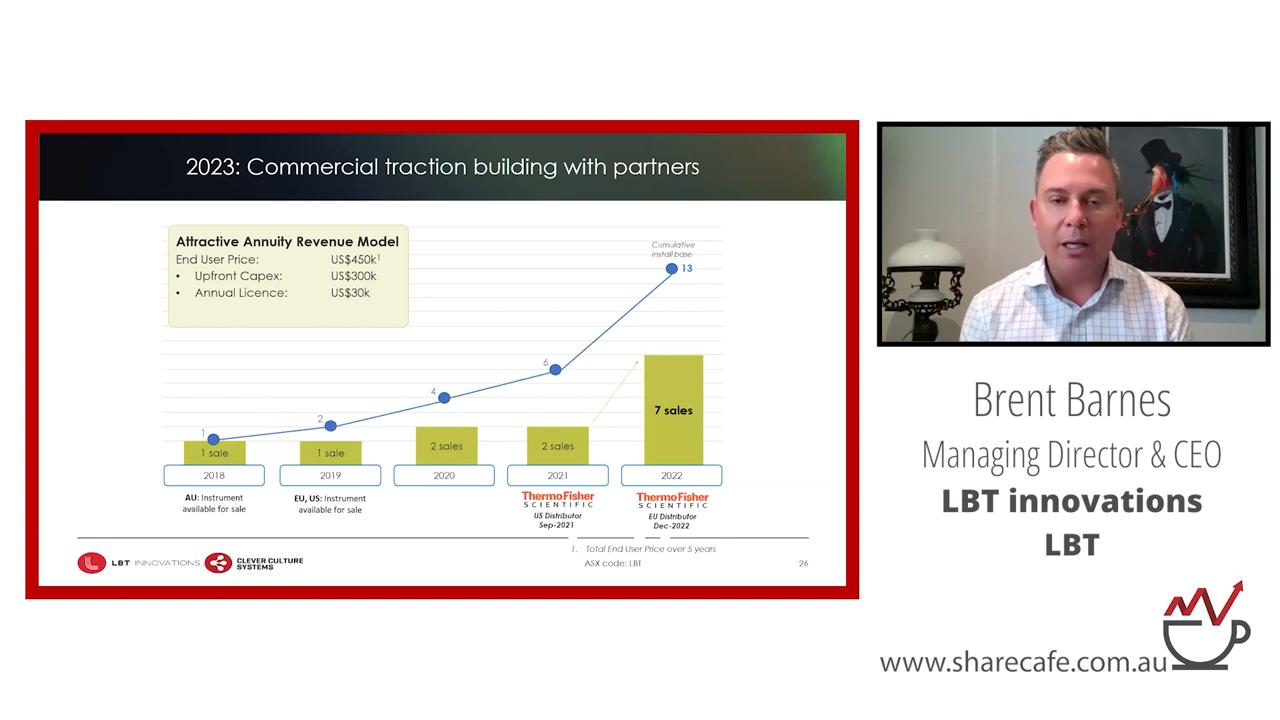 2023: Commercial traction building with partners
Attractive Annuity Revenue Model
End User Price: US$450k¹
• Upfront Capex: US$300k
• Annual Licence: US$30k
Cumulative
install base
13
6
4
2
1
1 sale
1 sale
2 sales
2 sales
7 sales
2018
2019
2020
2021
2022
AU: Instrument
available for sale
EU, US: Instrument
available for sale
ThermoFisher
SCIENTIFIC
US Distributor
Sep-2021
ThermoFisher
SCIENTIFIC
EU Distributor
Dec-2022
1. Total End User Price over 5 years
LBT INNOVATIONS
CLEVER CULTURE
SYSTEMS
ASX code: LBT
26
Brent Barnes
Managing Director & CEO
LBT innovations
LBT
www.sharecafe.com.au